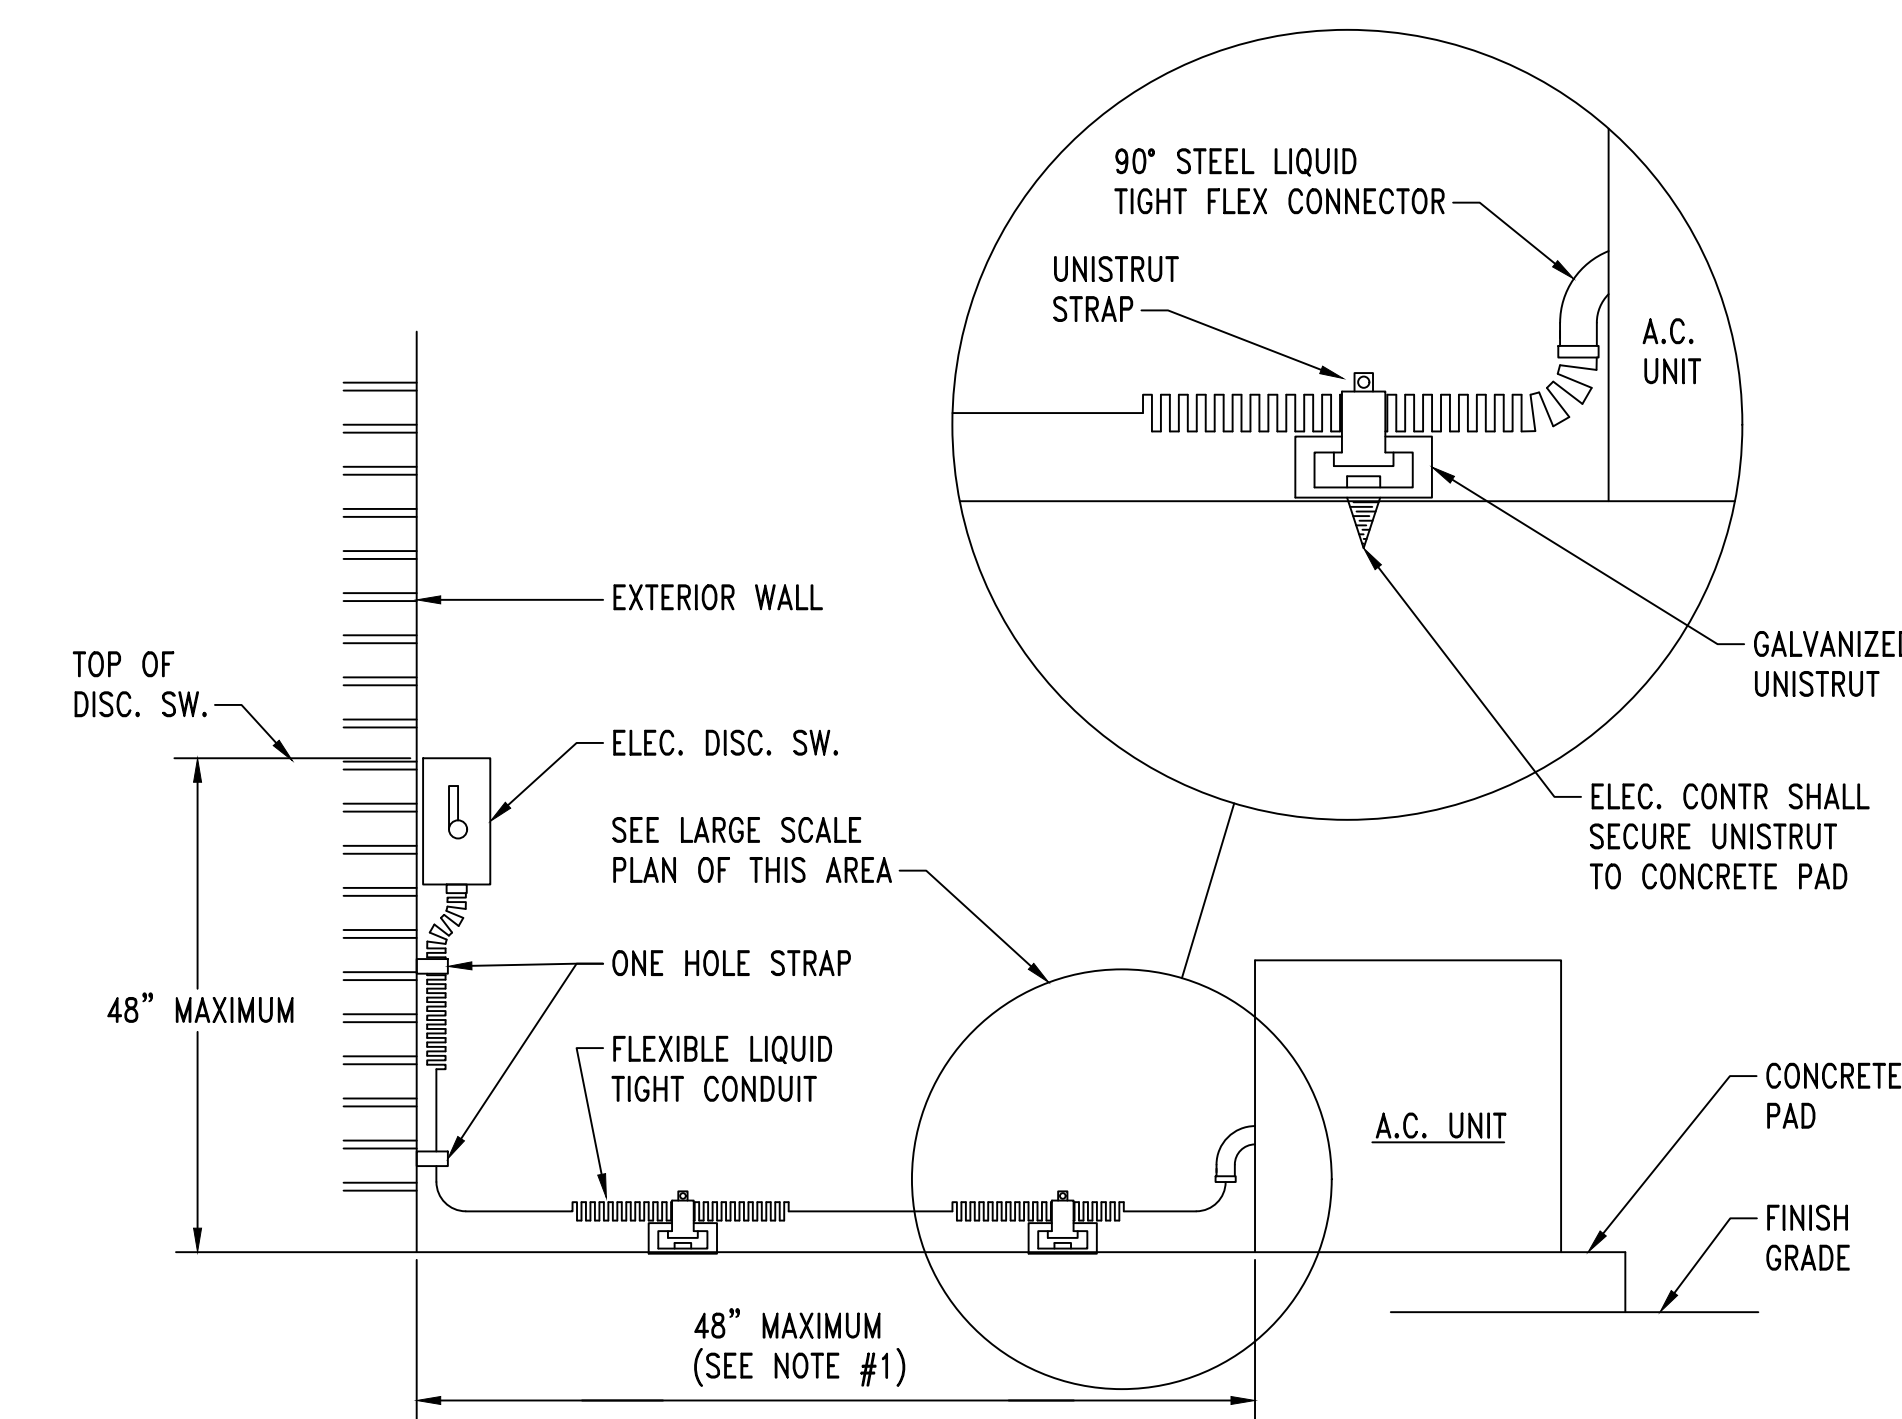 90° STEEL LIQUID
TIGHT FLEX CONNECTOR
UNISTRUT
STRAP
A.C.
UNIT
EXTERIOR WALL
GALVANIZED
UNISTRUT
TOP OF
DISC. SW.
ELEC. DISC. SW.
ELEC. CONTR SHALL
SECURE UNISTRUT
TO CONCRETE PAD
SEE LARGE SCALE
PLAN OF THIS AREA
ONE HOLE STRAP
48” MAXIMUM
FLEXIBLE LIQUID
TIGHT CONDUIT
CONCRETE
PAD
A.C. UNIT
FINISH
GRADE
48” MAXIMUM
(SEE NOTE #1)